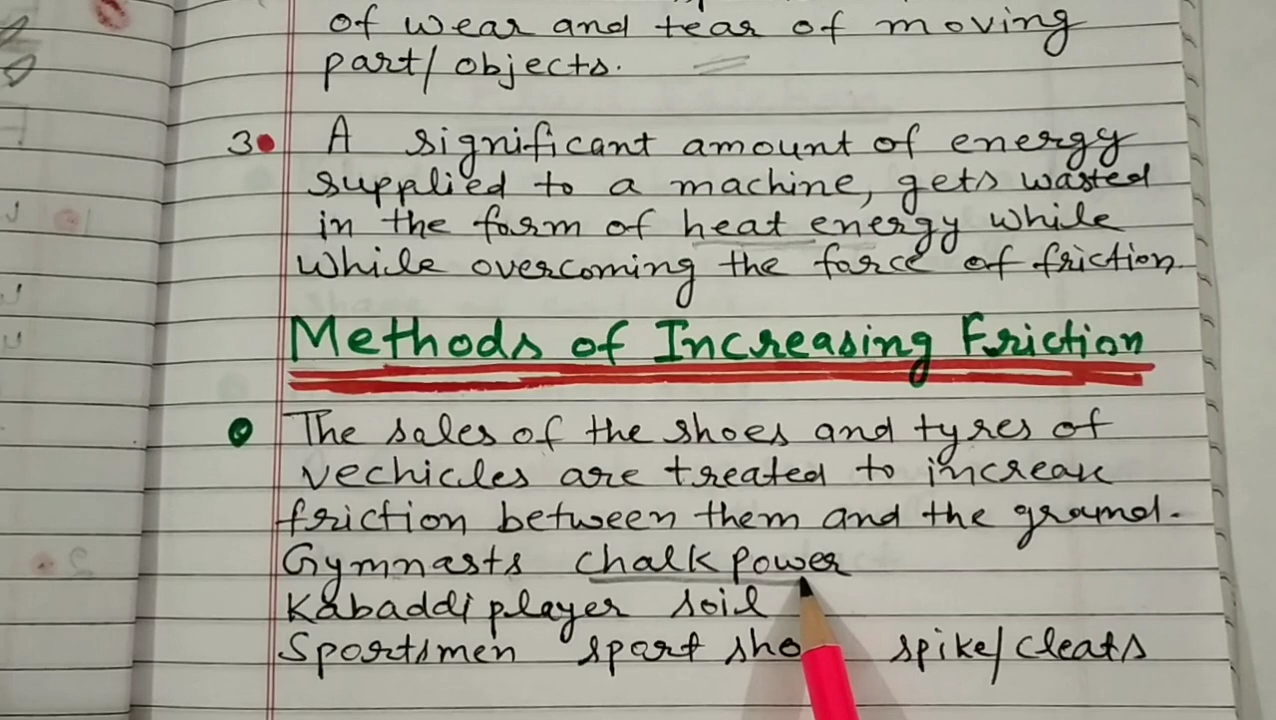 of wear and tear of moving
part/objects.
3. A significant amount of energy
supplied to a machine, gets wasted
in the form of heat energy while
while overcoming the force of friction
Methods of Increasing Friction
The soles of the shoes and tyres of
vechicles are treated to increase
friction between them and the ground.
Gymnasts chalk power
Kabaddi player soil
Sportsmen sport sho spike/cleats